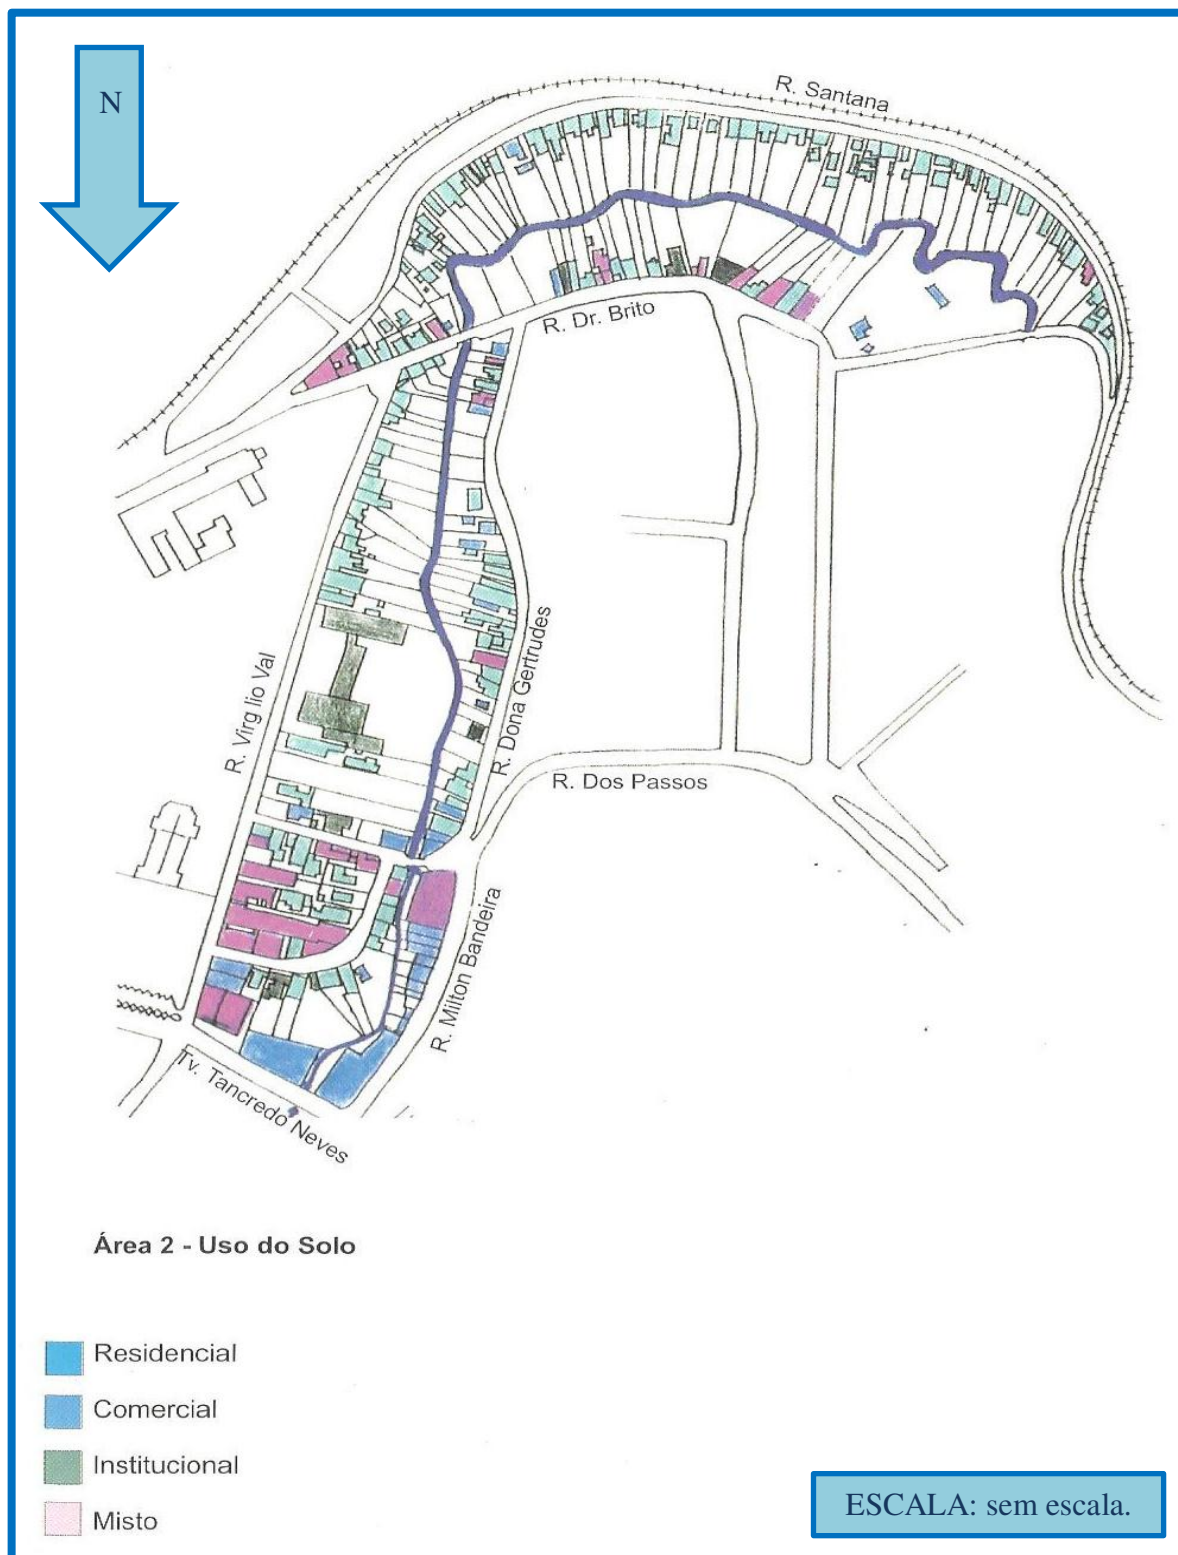 N
R. Santana
R. Dr. Brito
R. Dona Gertrudes
R. Virg lio Val
R. Dos Passos
R. Milton Bandeira
Tv. Tancredo Neves
Área 2 - Uso do Solo
Residencial
Comercial
Institucional
Misto
ESCALA: sem escala.